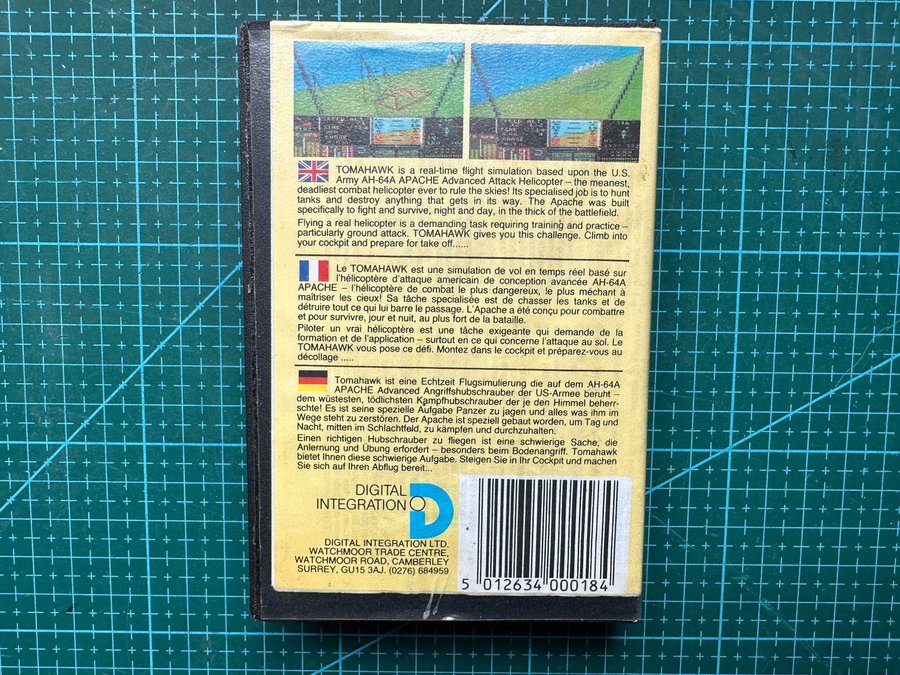 TOMAHAWK is a real-time flight simulation based upon the U.S.
Army AH-64A APACHE Advanced Attack Helicopter – the meanest,
deadliest combat helicopter ever to rule the skies! Its specialised job is to hunt
tanks and destroy anything that gets in its way. The Apache was built
specifically to fight and survive, night and day, in the thick of the battlefield.
Flying a real helicopter is a demanding task requiring training and practice –
particularly ground attack. TOMAHAWK gives you this challenge. Climb into
your cockpit and prepare for take off......
Le TOMAHAWK est une simulation de vol en temps réel basé sur
l'hélicoptère d'attaque americain de conception avancée AH-64A
APACHE – l'hélicoptère de combat le plus dangereux, le plus méchant à
maîtriser les cieux! Sa tâche specialisée est de chasser les tanks et de
détruire tout ce qui lui barre le passage. L'Apache a été conçu pour combattre
et pour survivre, jour et nuit, au plus fort de la bataille.
Piloter un vrai hélicoptère est une tâche exigeante qui demande de la
formation et de l'application – surtout en ce qui concerne l'attaque au sol. Le
TOMAHAWK vous pose ce défi. Montez dans le cockpit et préparez-vous au
décollage .....
Tomahawk ist eine Echtzeit Flugsimulierung die auf dem AH-64A
APACHE Advanced Angriffshubschrauber der US-Armee beruht –
dem wüstesten, tödlichsten Kampfhubschrauber der je den Himmel beherr-
schte! Es ist seine spezielle Aufgabe Panzer zu jagen und alles was ihm im
Wege steht zu zerstören. Der Apache ist speziell gebaut worden, um Tag und
Nacht, mitten im Schlachtfeld, zu kämpfen und durchzuhalten.
Einen richtigen Hubschrauber zu fliegen ist eine schwierige Sache, die
Anlernung und Übung erfordert – besonders beim Bodenangriff. Tomahawk
bietet Ihnen diese schwierige Aufgabe. Steigen Sie in Ihr Cockpit und machen
Sie sich auf Ihren Abflug bereit...
DIGITAL
INTEGRATION
DIGITAL INTEGRATION LTD.
WATCHMOOR TRADE CENTRE,
WATCHMOOR ROAD, CAMBERLEY
SURREY, GU15 3AJ. (0276) 684959
5 012634 000184